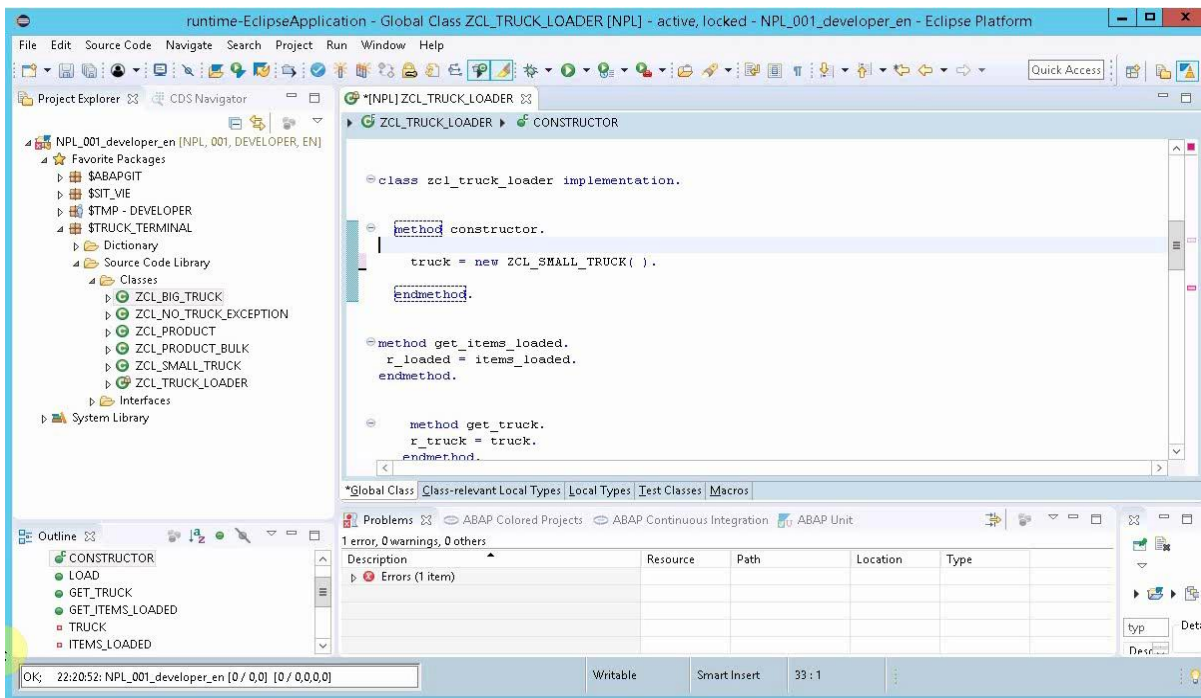 runtime-EclipseApplication - Global Class ZCL_TRUCK_LOADER [NPL] - active, locked - NPL_001_developer_en - Eclipse Platform
File Edit Source Code Navigate Search Project Run Window Help
Quick Access
Project Explorer CDS Navigator
*[NPL] ZCL_TRUCK_LOADER
ZCL_TRUCK_LOADER CONSTRUCTOR
NPL_001_developer_en [NPL, 001, DEVELOPER, EN]
Favorite Packages
$ABAPGIT
$SIT_VIE
$TMP - DEVELOPER
$TRUCK_TERMINAL
Dictionary
Source Code Library
Classes
ZCL_BIG_TRUCK
ZCL_NO_TRUCK_EXCEPTION
ZCL_PRODUCT
ZCL_PRODUCT_BULK
ZCL_SMALL_TRUCK
ZCL_TRUCK_LOADER
Interfaces
System Library
class zcl_truck_loader implementation.
method constructor.
truck = new ZCL_SMALL_TRUCK( ).
endmethod.
method get_items_loaded.
r_loaded = items_loaded.
endmethod.
method get_truck.
r_truck = truck.
endmethod.
*Global Class Class-relevant Local Types Local Types Test Classes Macros
Outline
CONSTRUCTOR
LOAD
GET_TRUCK
GET_ITEMS_LOADED
TRUCK
ITEMS_LOADED
Problems ABAP Colored Projects ABAP Continuous Integration ABAP Unit
1 error, 0 warnings, 0 others
Description Resource Path Location Type
Errors (1 item)
typ Deta
OK; 22:20:52: NPL_001_developer_en [0 / 0,0] [0 / 0,0,0,0]
Writable Smart Insert 33 : 1